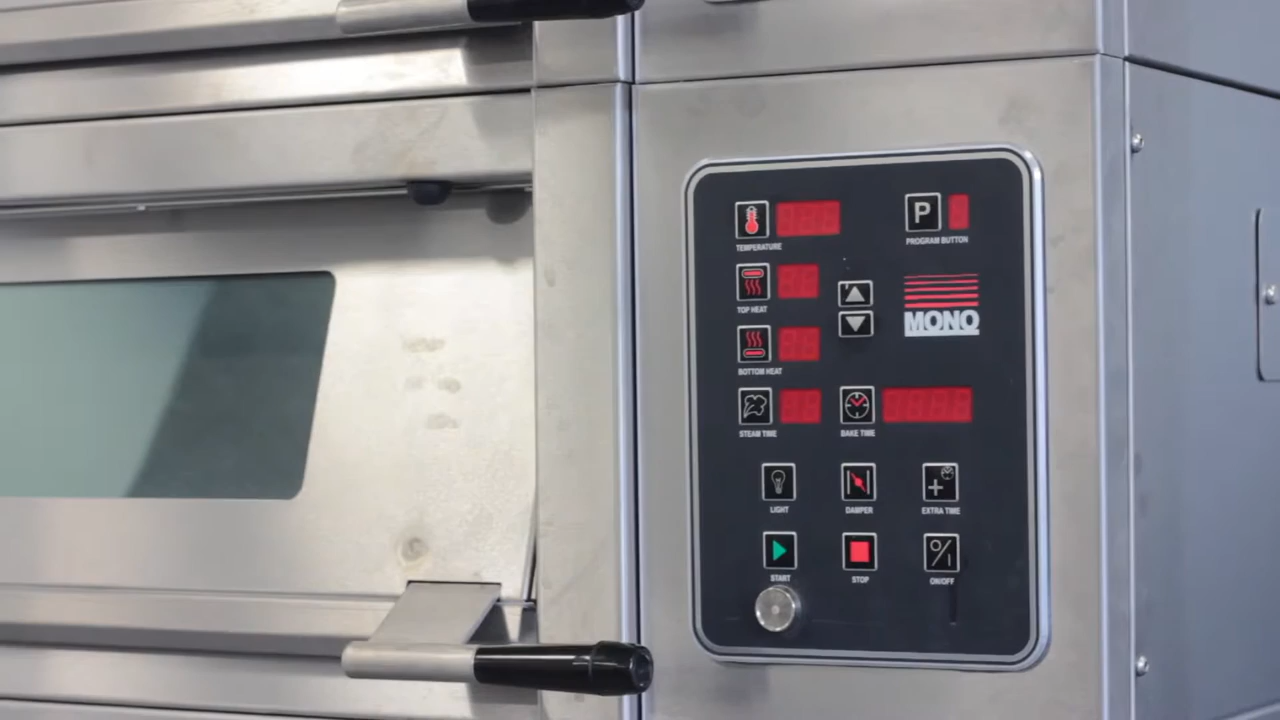 P
TEMPERATURE
PROGRAM BUTTON
TOP HEAT
MONO
BOTTOM HEAT
STEAM TIME
BAKE TIME
LIGHT
DAMPER
EXTRA TIME
START
STOP
ON/OFF